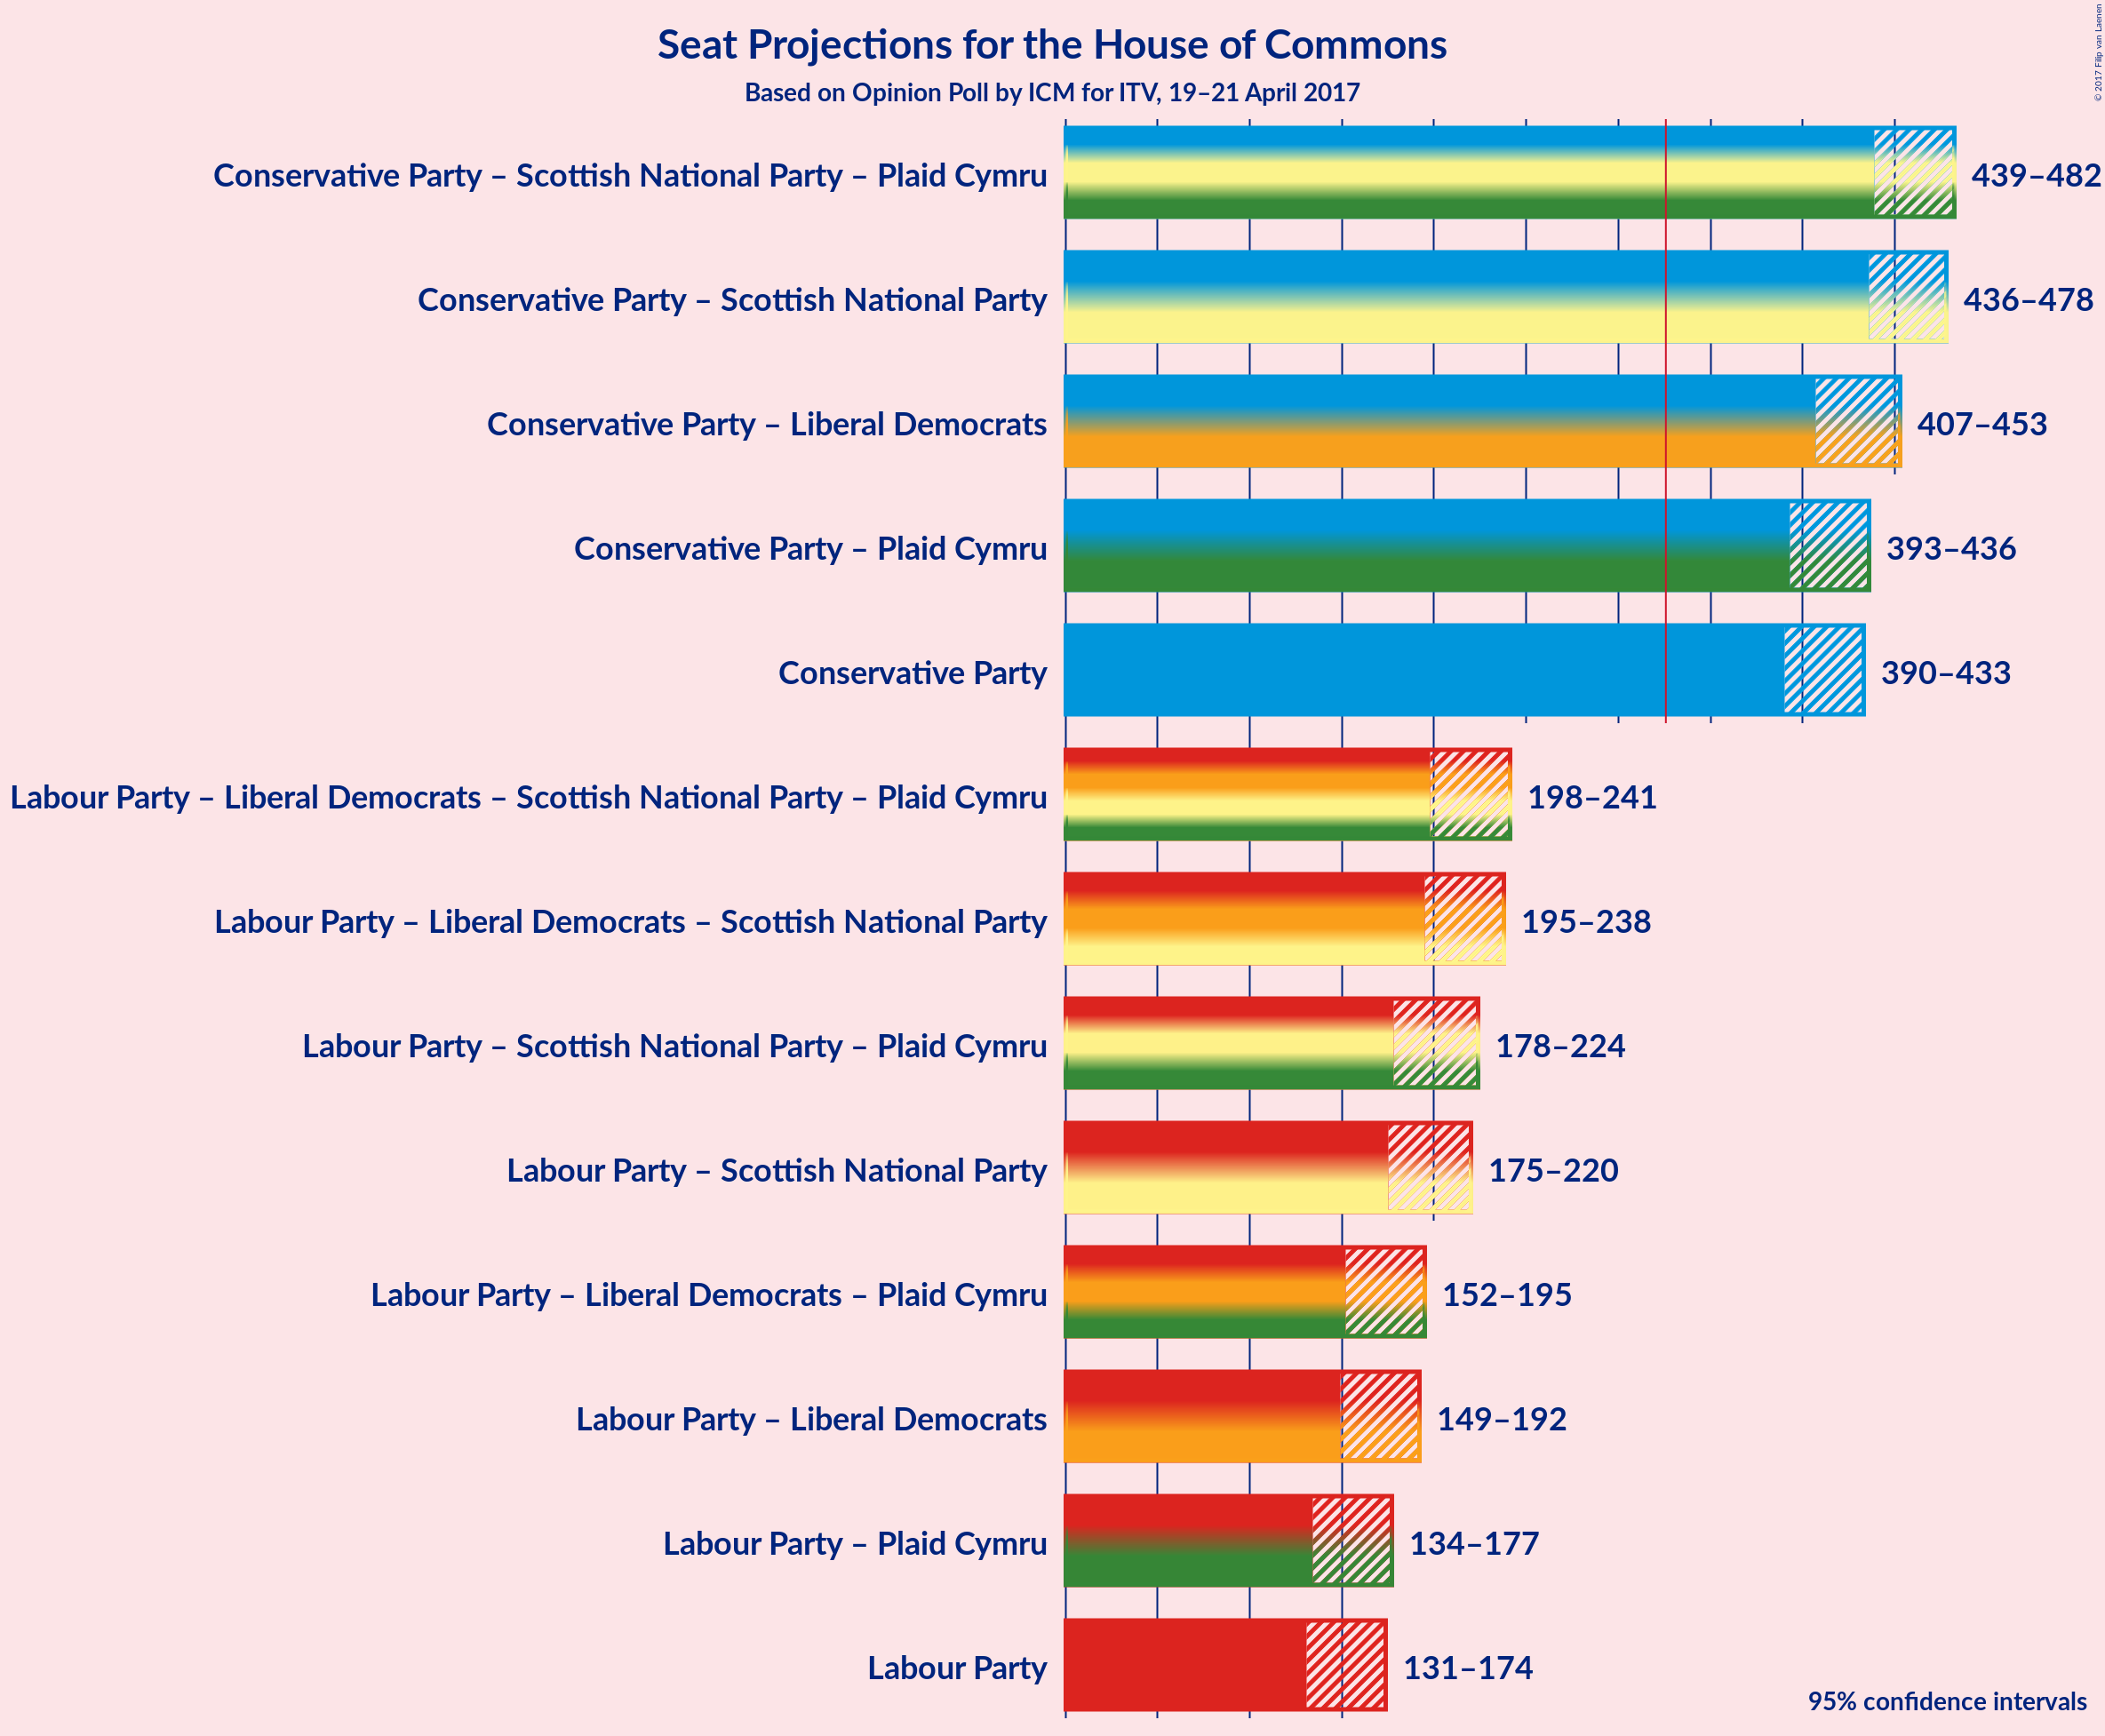 Seat Projections for the House of Commons
Based on Opinion Poll by ICM for ITV, 19–21 April 2017
© 2017 Filip van Laenen
Conservative Party – Scottish National Party – Plaid Cymru 439–482
Conservative Party – Scottish National Party 436–478
Conservative Party – Liberal Democrats 407–453
Conservative Party – Plaid Cymru 393–436
Conservative Party 390–433
Labour Party – Liberal Democrats – Scottish National Party – Plaid Cymru 198–241
Labour Party – Liberal Democrats – Scottish National Party 195–238
Labour Party – Scottish National Party – Plaid Cymru 178–224
Labour Party – Scottish National Party 175–220
Labour Party – Liberal Democrats – Plaid Cymru 152–195
Labour Party – Liberal Democrats 149–192
Labour Party – Plaid Cymru 134–177
Labour Party 131–174
95% confidence intervals